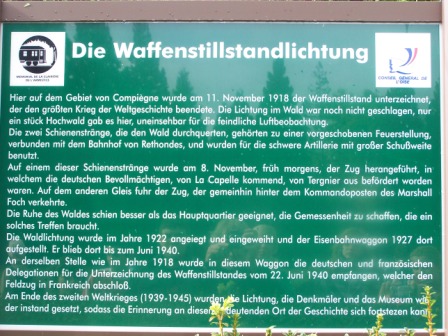 Die Waffenstillstandlichtung
CONSEIL GENERAL DE
L'OISE
Hier auf dem Gebiet von Compiègne wurde am 11. November 1918 der Waffenstillstand unterzeichnet,
der den größten Krieg der Weltgeschichte beendete. Die Lichtung im Wald war noch nicht geschlagen, nur
ein stück Hochwald gab es hier, uneinsehbar für die feindliche Luftbeobachtung.
Die zwei Schienenstränge, die den Wald durchquerten, gehörten zu einer vorgeschobenen Feuerstellung,
verbunden mit dem Bahnhof von Rethondes, und wurden für die schwere Artillerie mit großer Schußweite
benutzt.
Auf einem dieser Schienenstränge wurde am 8. November, früh morgens, der Zug herangeführt, in
welchem die deutschen Bevollmächtigen, von La Capelle kommend, von Tergnier aus befördert worden
waren. Auf dem anderen Gleis fuhr der Zug, der gemeinhin hinter dem Kommandoposten des Marshall
Foch verkehrte.
Die Ruhe des Waldes schien besser als das Hauptquartier geeignet, die Gemessenheit zu schaffen, die ein
solches Treffen braucht.
Die Waldlichtung wurde im Jahre 1922 angeiegt und eingeweiht und der Eisenbahnwaggon 1927 dort
aufgestellt. Er blieb dort bis zum Juni 1940.
An derselben Stelle wie im Jahre 1918 wurden in diesem Waggon die deutschen und französischen
Delegationen für die Unterzeichnung des Waffenstillstandes vom 22. Juni 1940 empfangen, welcher den
Feldzug in Frankreich abschloß.
Am Ende des zweiten Weltkrieges (1939-1945) wurden die Lichtung, die Denkmäler und das Museum
instand gesetzt, sodass die Erinnerung an diesen deutenden Ort der Geschichte sich fortsetzen kann